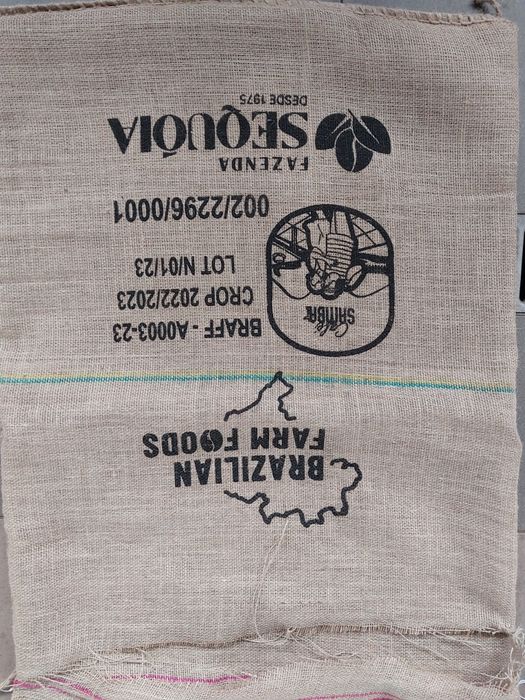 BRAZILIAN
FARM FOODS
Café
SAMBA
BRAFF - A0003-23
CROP 2022/2023
LOT N/01/23
002/2296/0001
FAZENDA
SEQUÓIA
DESDE 1975